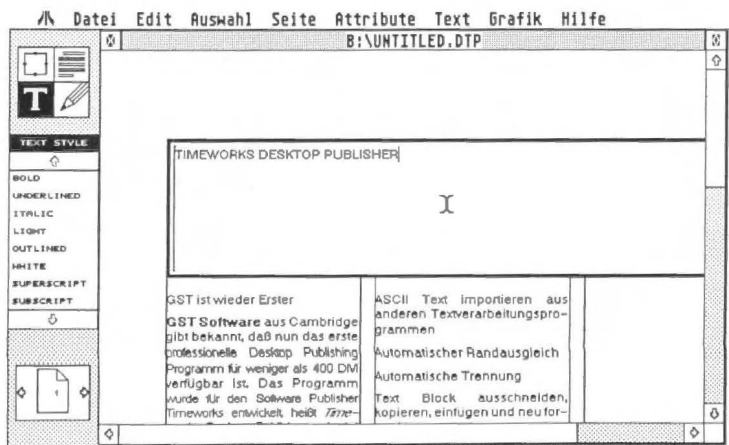 Datei Edit Auswahl Seite Attribute Text Grafik Hilfe
B:\UNTITLED.DTP
T
TEXT STYLE
BOLD
UNDERLINED
ITALIC
LIGHT
OUTLINED
WHITE
SUPERSCRIPT
SUBSCRIPT
1
TIMEWORKS DESKTOP PUBLISHER
GST ist wieder Erster
GST Software aus Cambridge
gibt bekannt, daß nun das erste
professionelle Desktop Publishing
Programm für weniger als 400 DM
verfügbar ist. Das Programm
wurde für den Software Publisher
Timeworks entwickelt, heißt Time-
ASCII Text importieren aus
anderen Textverarbeitungspro-
grammen
Automatischer Randausgleich
Automatische Trennung
Text Block ausschneiden,
kopieren, einfügen und neu for-